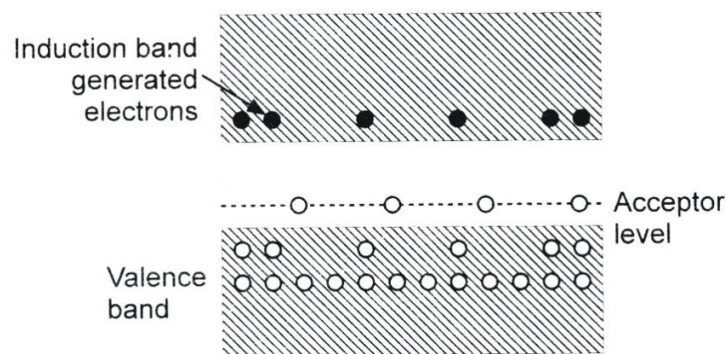 Induction band
generated
electrons
Acceptor
level
Valence
band